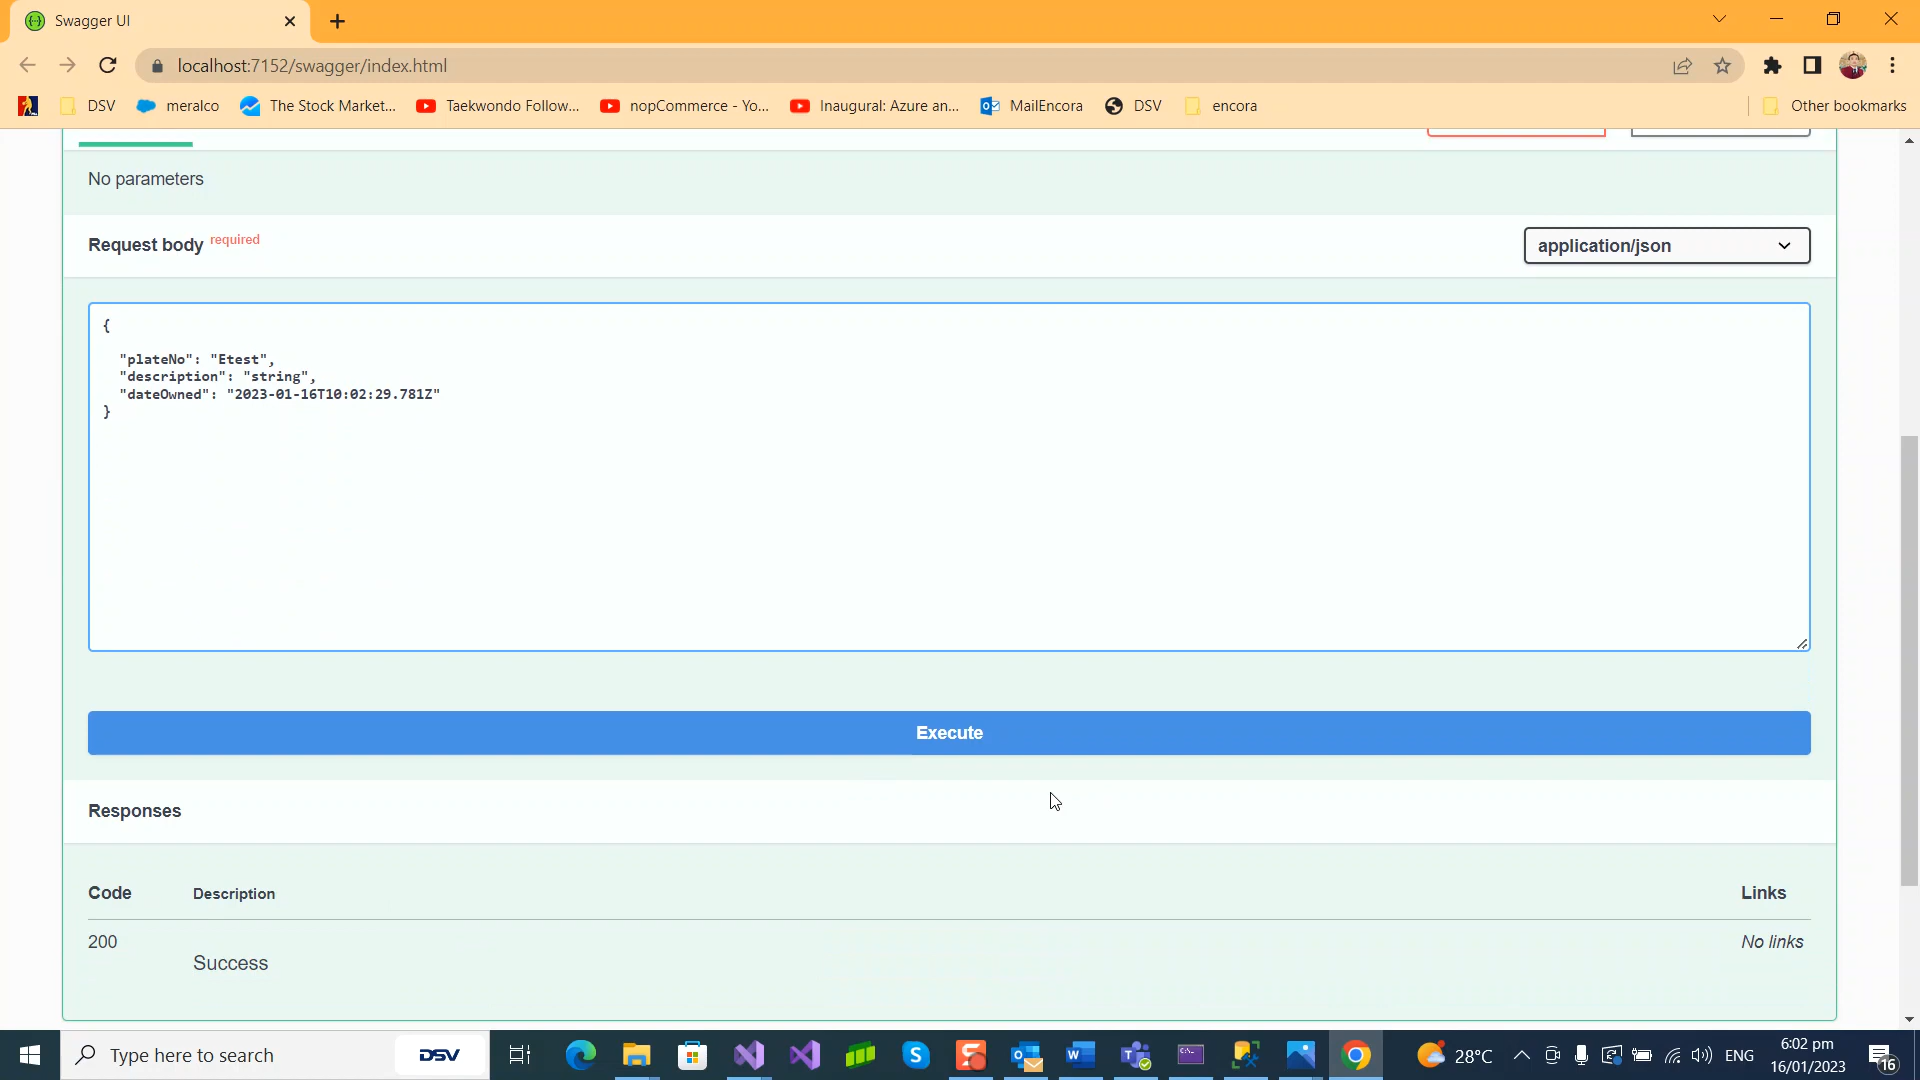 Swagger UI
localhost:7152/swagger/index.html
DSV
meralco
The Stock Market...
Taekwondo Follow...
nopCommerce - Yo...
Inaugural: Azure an...
MailEncora
DSV
encora
Other bookmarks
No parameters
Request body required
application/json
{
"plateNo": "Etest",
"description": "string",
"dateOwned": "2023-01-16T10:02:29.781Z"
}
Execute
Responses
Code Description Links
200 No links
Success
Type here to search
DSV
28°C
ENG
6:02 pm
16/01/2023
16